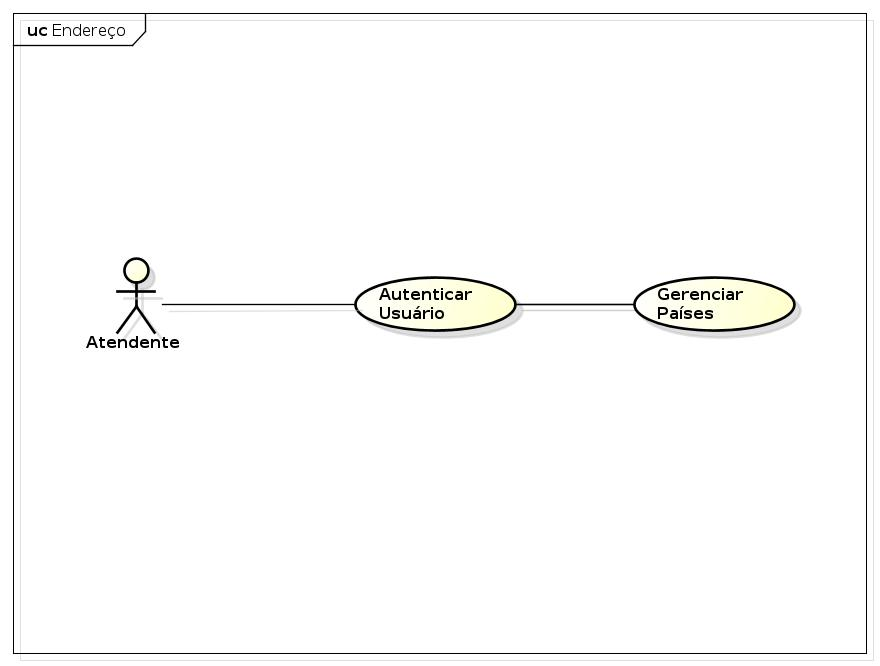 uc Endereço
Autenticar
Usuário
Gerenciar
Países
Atendente